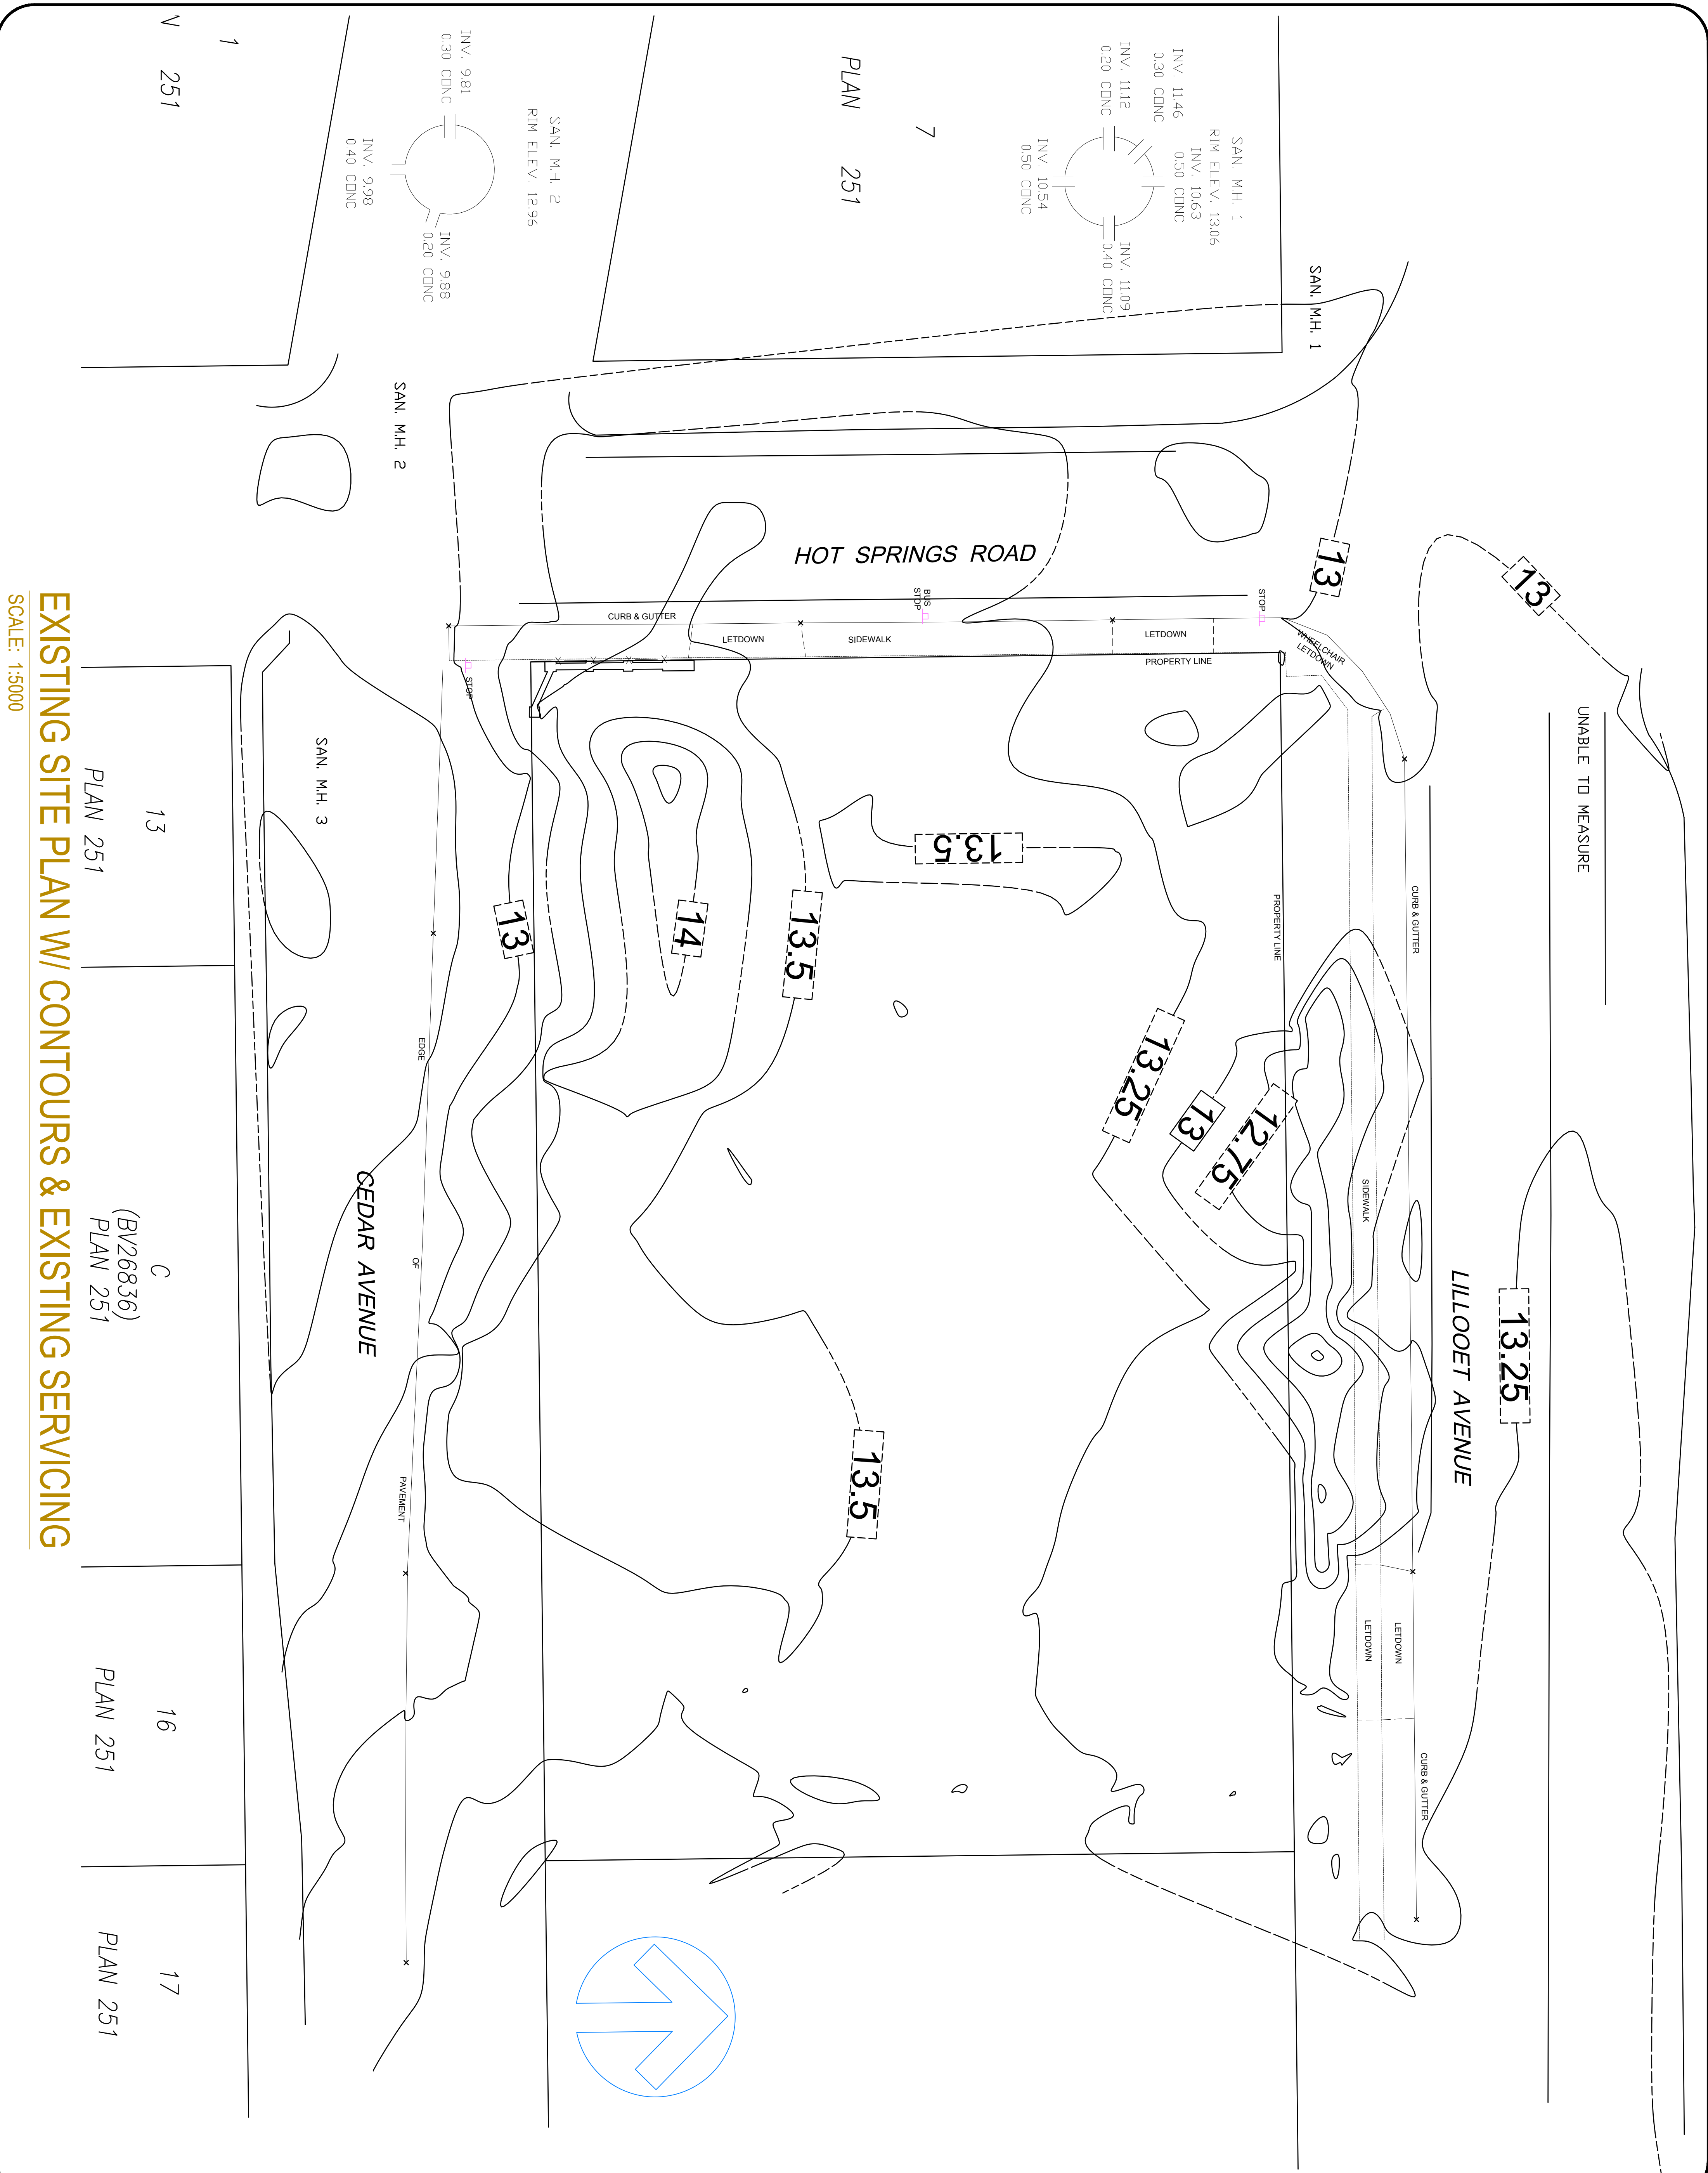 UNABLE TO MEASURE
13
13.25
SAN. M.H. 1
SAN. M.H. 1
RIM ELEV. 13.06
INV. 10.63
0.50 CONC
INV. 11.46
0.30 CONC
INV. 11.12
0.20 CONC
INV. 11.09
0.40 CONC
INV. 10.54
0.50 CONC
13
WHEELCHAIR
LETDOWN
CURB & GUTTER
LILLOOET AVENUE
SIDEWALK
LETDOWN
LETDOWN
CURB & GUTTER
PROPERTY LINE
STOP
LETDOWN
PROPERTY LINE
12.75
13
13.25
7
PLAN 251
HOT SPRINGS ROAD
BUS
STOP
SIDEWALK
LETDOWN
CURB & GUTTER
13.5
13.5
13.5
14
13
STOP
SAN. M.H. 2
RIM ELEV. 12.96
INV. 9.81
0.30 CONC
INV. 9.88
0.20 CONC
INV. 9.98
0.40 CONC
SAN. M.H. 2
EDGE
OF
PAVEMENT
CEDAR AVENUE
SAN. M.H. 3
1
N 251
13
PLAN 251
C
(BV26836)
PLAN 251
16
PLAN 251
17
PLAN 251
EXISTING SITE PLAN W/ CONTOURS & EXISTING SERVICING
SCALE: 1:5000